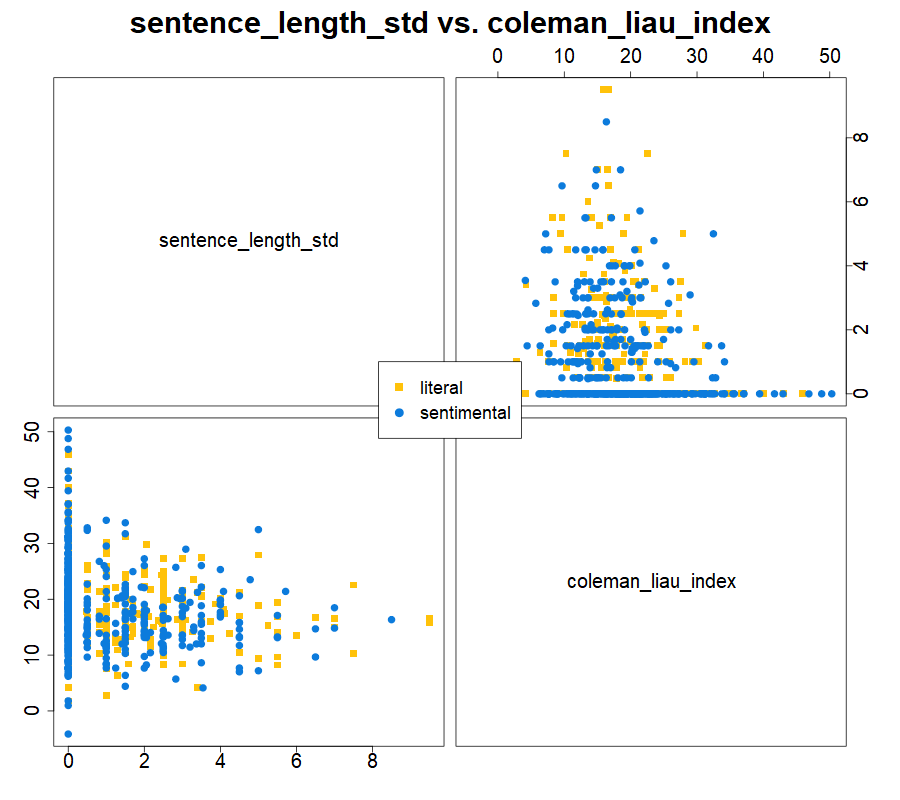 sentence_length_std vs. coleman_liau_index
0 10 20 30 40 50
sentence_length_std
0 2 4 6 8
literal
sentimental
0 10 20 30 40 50
coleman_liau_index
0 2 4 6 8